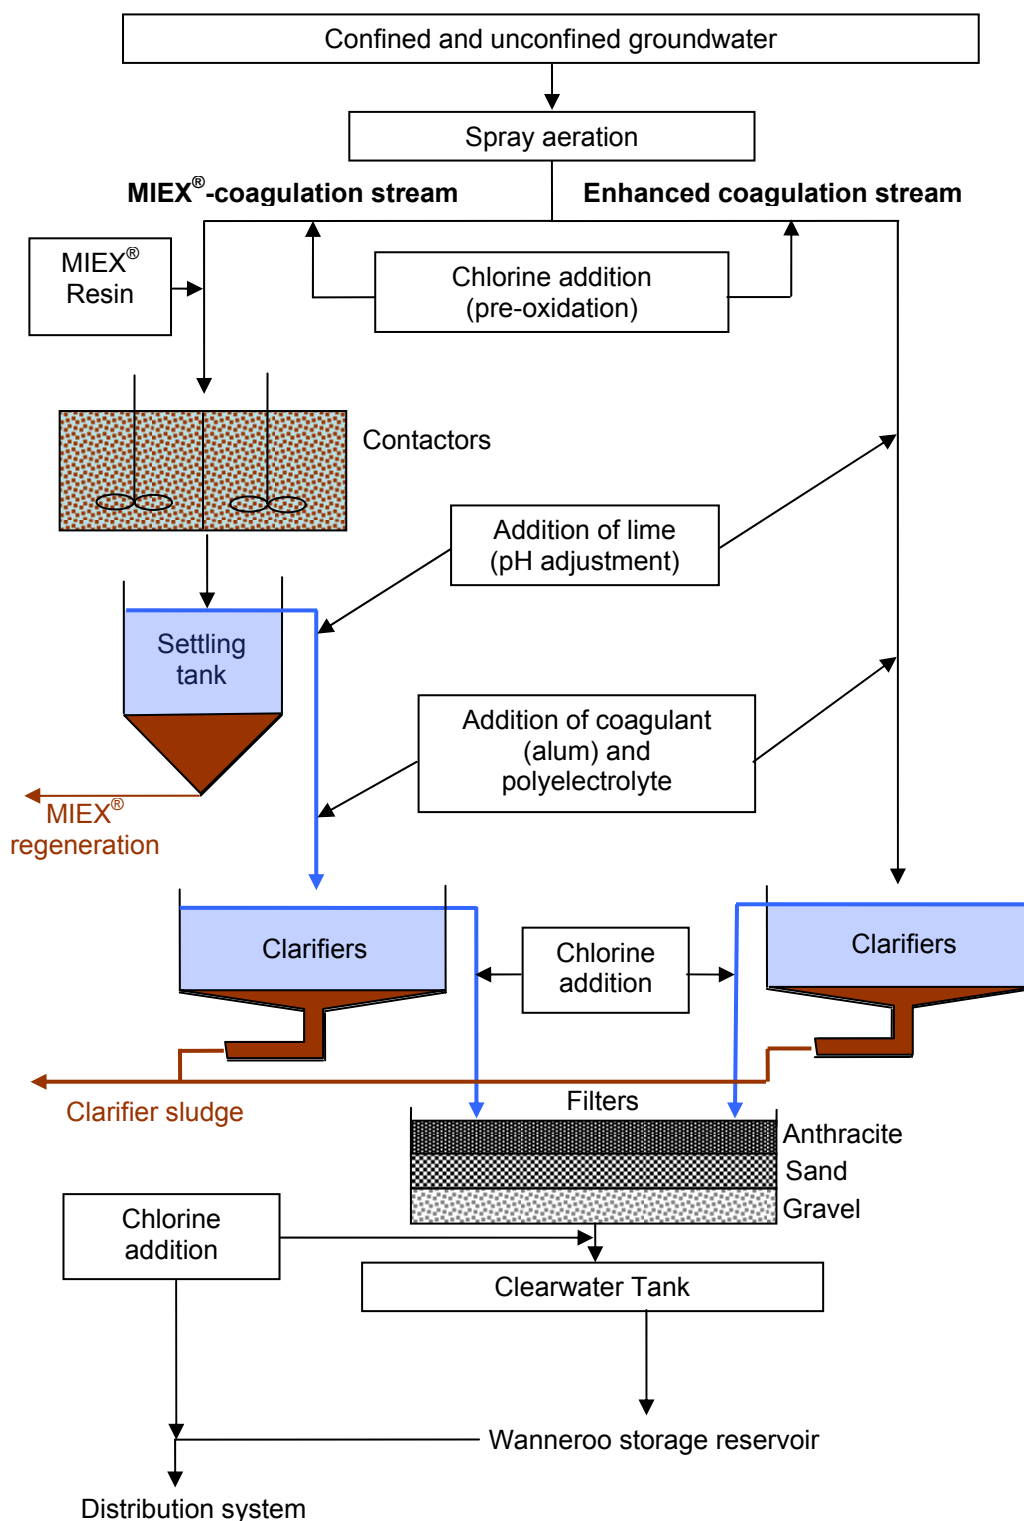 Confined and unconfined groundwater
Spray aeration
MIEX®-coagulation stream
Enhanced coagulation stream
MIEX®
Resin
Chlorine addition
(pre-oxidation)
Contactors
Addition of lime
(pH adjustment)
Settling
tank
Addition of coagulant
(alum) and
polyelectrolyte
MIEX®
regeneration
Clarifiers
Chlorine
addition
Clarifiers
Clarifier sludge
Filters
Anthracite
Sand
Gravel
Chlorine
addition
Clearwater Tank
Wanneroo storage reservoir
Distribution system